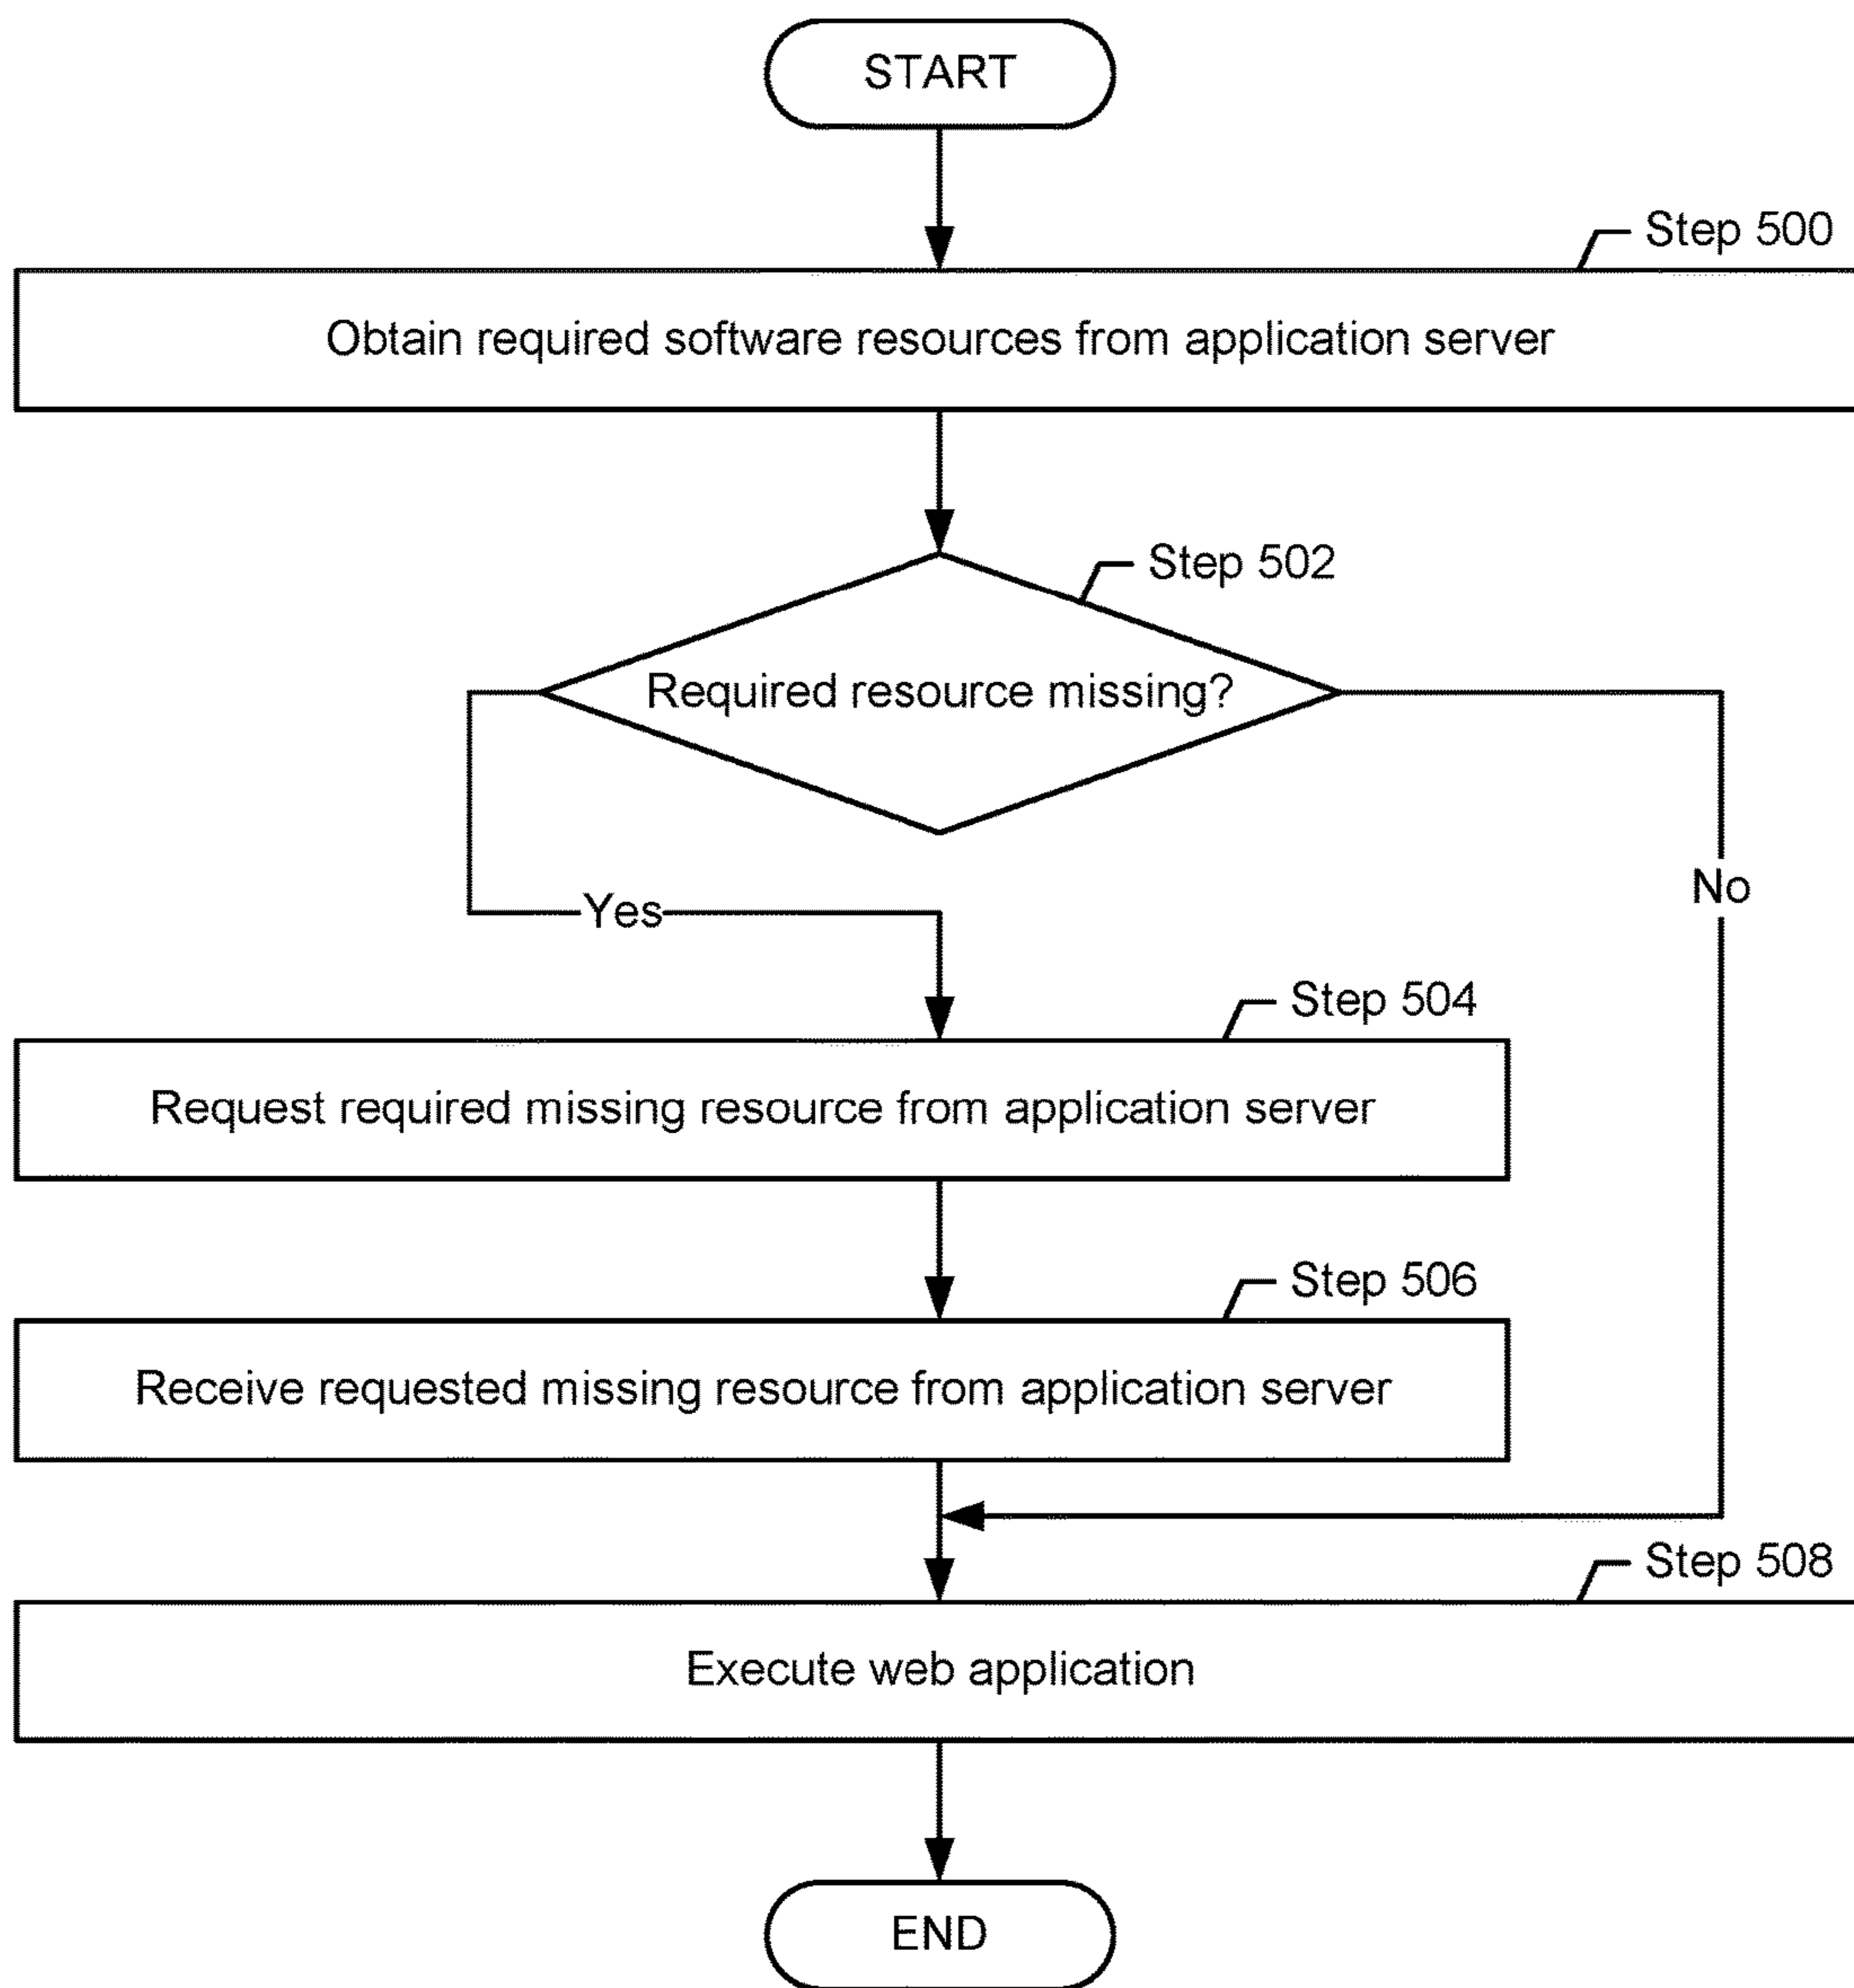 START
Step 500
Obtain required software resources from application server
Step 502
Required resource missing?
Yes
No
Step 504
Request required missing resource from application server
Step 506
Receive requested missing resource from application server
Step 508
Execute web application
END